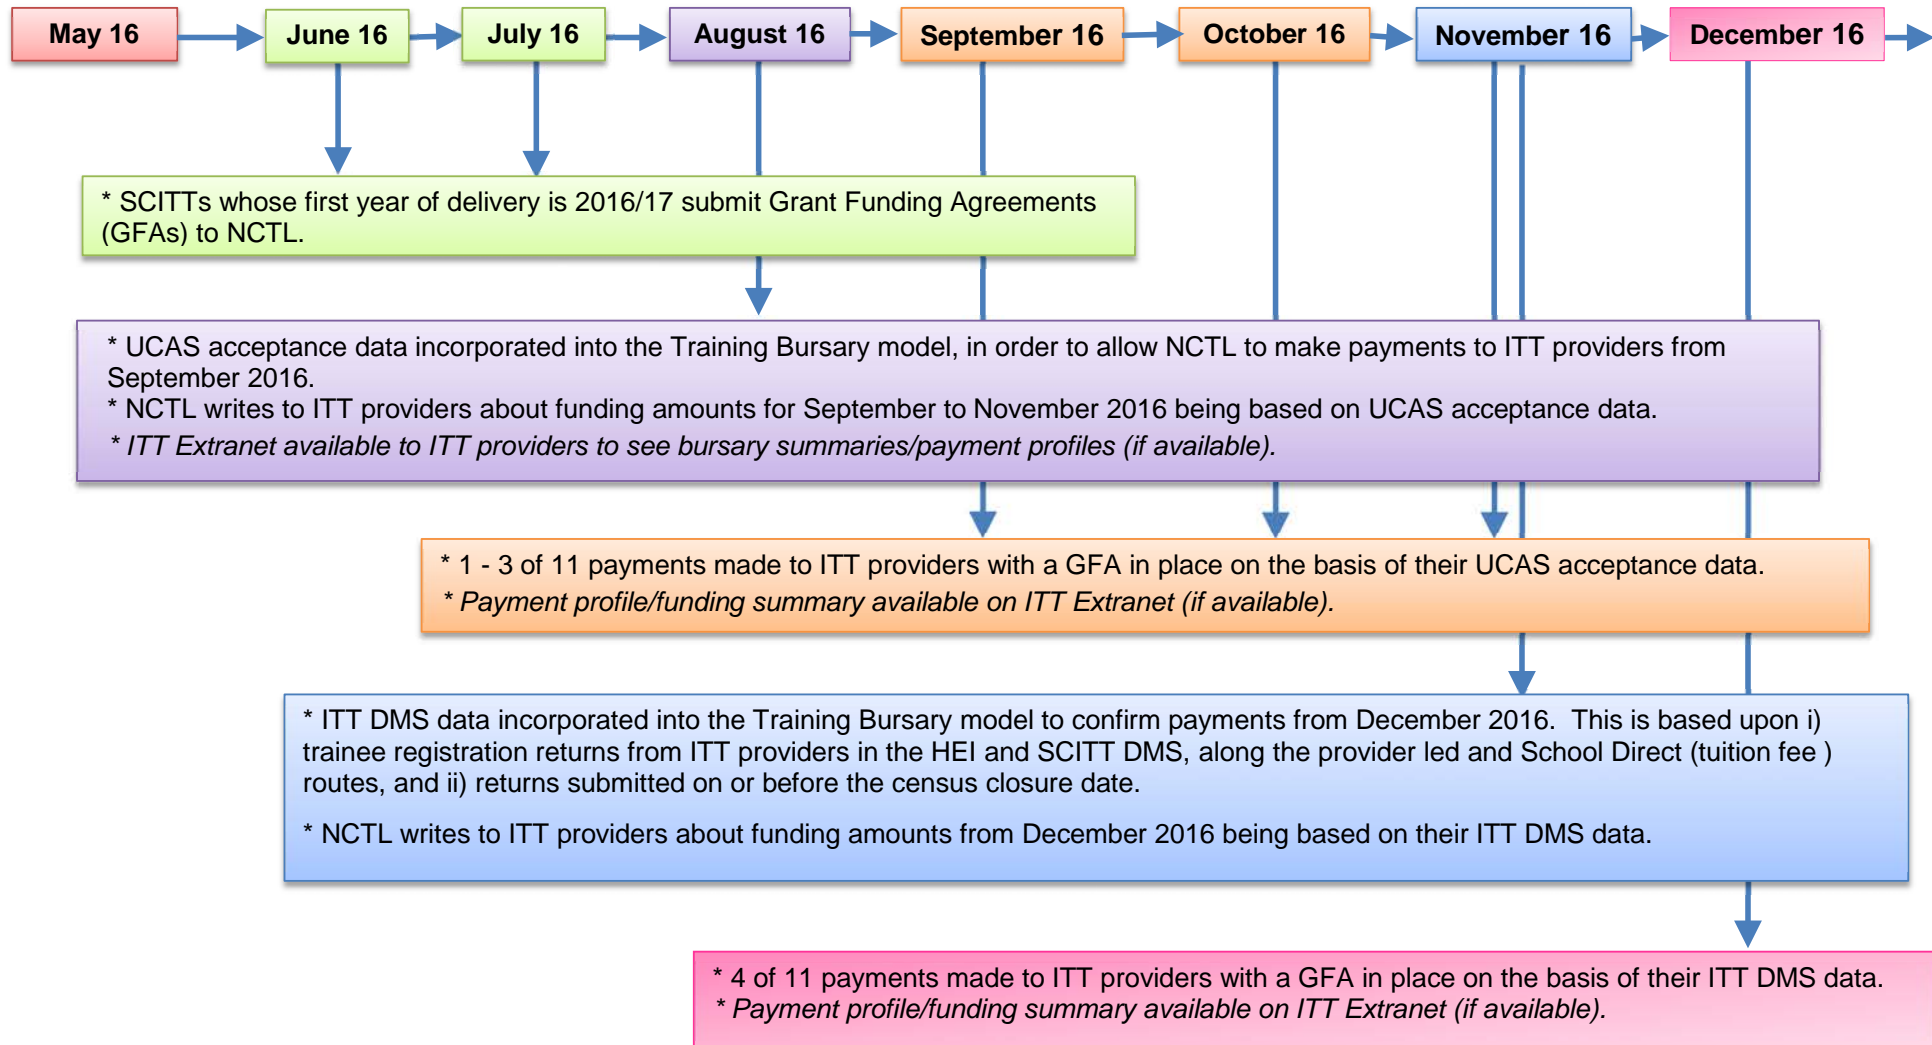 May 16
June 16
July 16
August 16
September 16
October 16
November 16
December 16
* SCITTs whose first year of delivery is 2016/17 submit Grant Funding Agreements
(GFAs) to NCTL.
* UCAS acceptance data incorporated into the Training Bursary model, in order to allow NCTL to make payments to ITT providers from
September 2016.
* NCTL writes to ITT providers about funding amounts for September to November 2016 being based on UCAS acceptance data.
* ITT Extranet available to ITT providers to see bursary summaries/payment profiles (if available).
* 1 - 3 of 11 payments made to ITT providers with a GFA in place on the basis of their UCAS acceptance data.
* Payment profile/funding summary available on ITT Extranet (if available).
* ITT DMS data incorporated into the Training Bursary model to confirm payments from December 2016.  This is based upon i)
trainee registration returns from ITT providers in the HEI and SCITT DMS, along the provider led and School Direct (tuition fee )
routes, and ii) returns submitted on or before the census closure date.
* NCTL writes to ITT providers about funding amounts from December 2016 being based on their ITT DMS data.
* 4 of 11 payments made to ITT providers with a GFA in place on the basis of their ITT DMS data.
* Payment profile/funding summary available on ITT Extranet (if available).